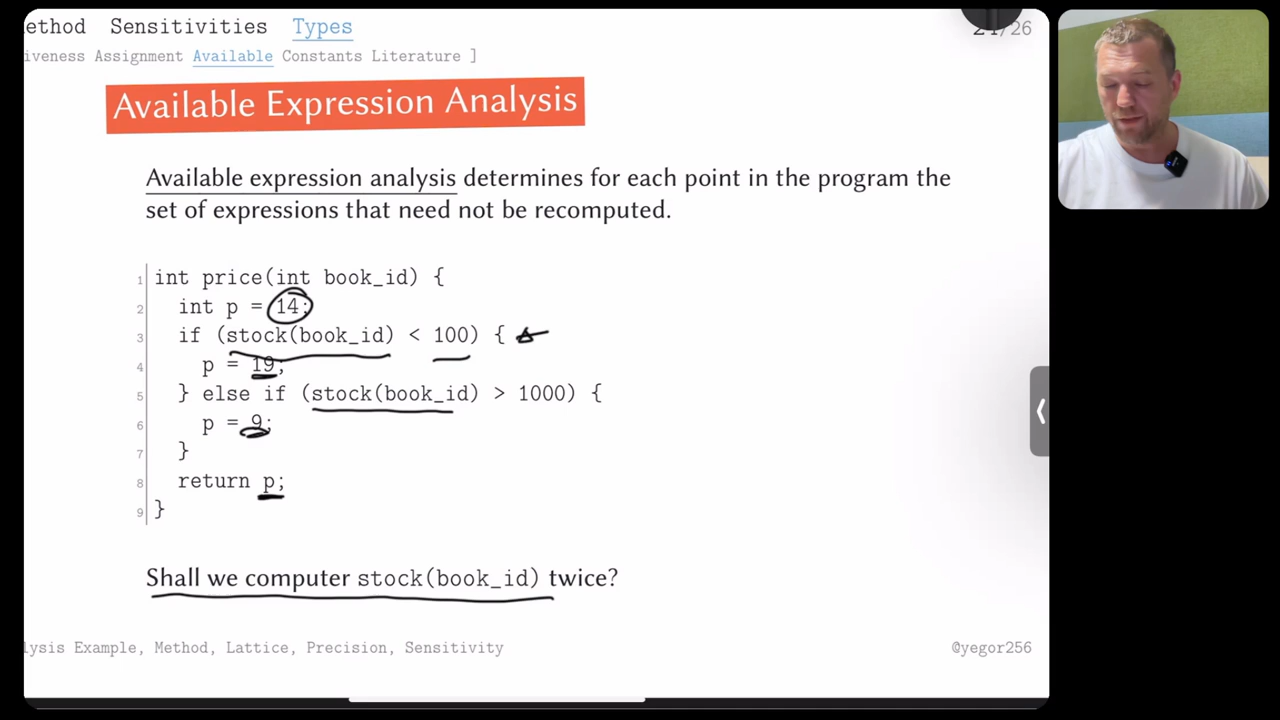 ethod Sensitivities Types
iveness Assignment Available Constants Literature ]
/26
Available Expression Analysis
Available expression analysis determines for each point in the program the
set of expressions that need not be recomputed.
1 int price(int book_id) {
2 int p = 14;
3 if (stock(book_id) < 100) {
4 p = 19;
5 } else if (stock(book_id) > 1000) {
6 p = 9;
7 }
8 return p;
9 }
Shall we computer stock(book_id) twice?
lysis Example, Method, Lattice, Precision, Sensitivity
@yegor256